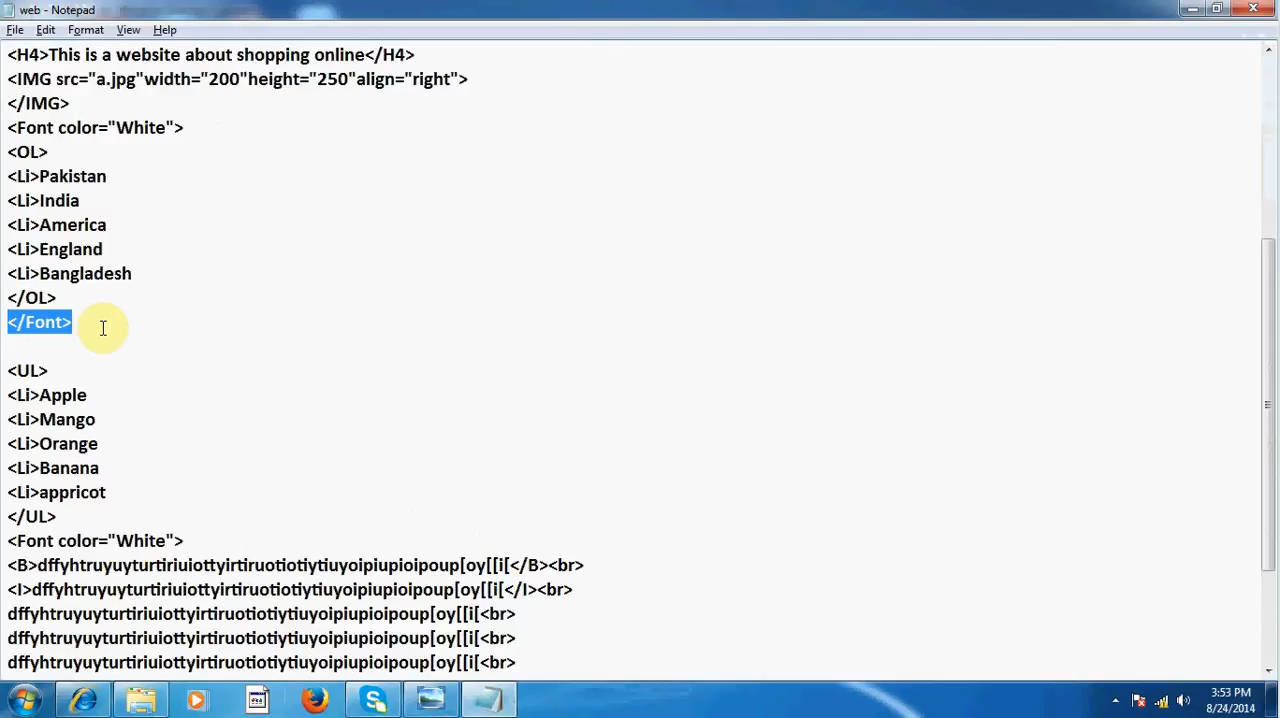 web - Notepad
File Edit Format View Help
<H4>This is a website about shopping online</H4>
<IMG src="a.jpg"width="200"height="250"align="right">
</IMG>
<Font color="White">
<OL>
<Li>Pakistan
<Li>India
<Li>America
<Li>England
<Li>Bangladesh
</OL>
</Font>
<UL>
<Li>Apple
<Li>Mango
<Li>Orange
<Li>Banana
<Li>appricot
</UL>
<Font color="White">
<B>dffyhtruyuyturtiriuiottyirtiruotiotiytiuyoipiupioipoup[oy[[i[</B><br>
<I>dffyhtruyuyturtiriuiottyirtiruotiotiytiuyoipiupioipoup[oy[[i[</I><br>
dffyhtruyuyturtiriuiottyirtiruotiotiytiuyoipiupioipoup[oy[[i[<br>
dffyhtruyuyturtiriuiottyirtiruotiotiytiuyoipiupioipoup[oy[[i[<br>
dffyhtruyuyturtiriuiottyirtiruotiotiytiuyoipiupioipoup[oy[[i[<br>
3:53 PM
8/24/2014